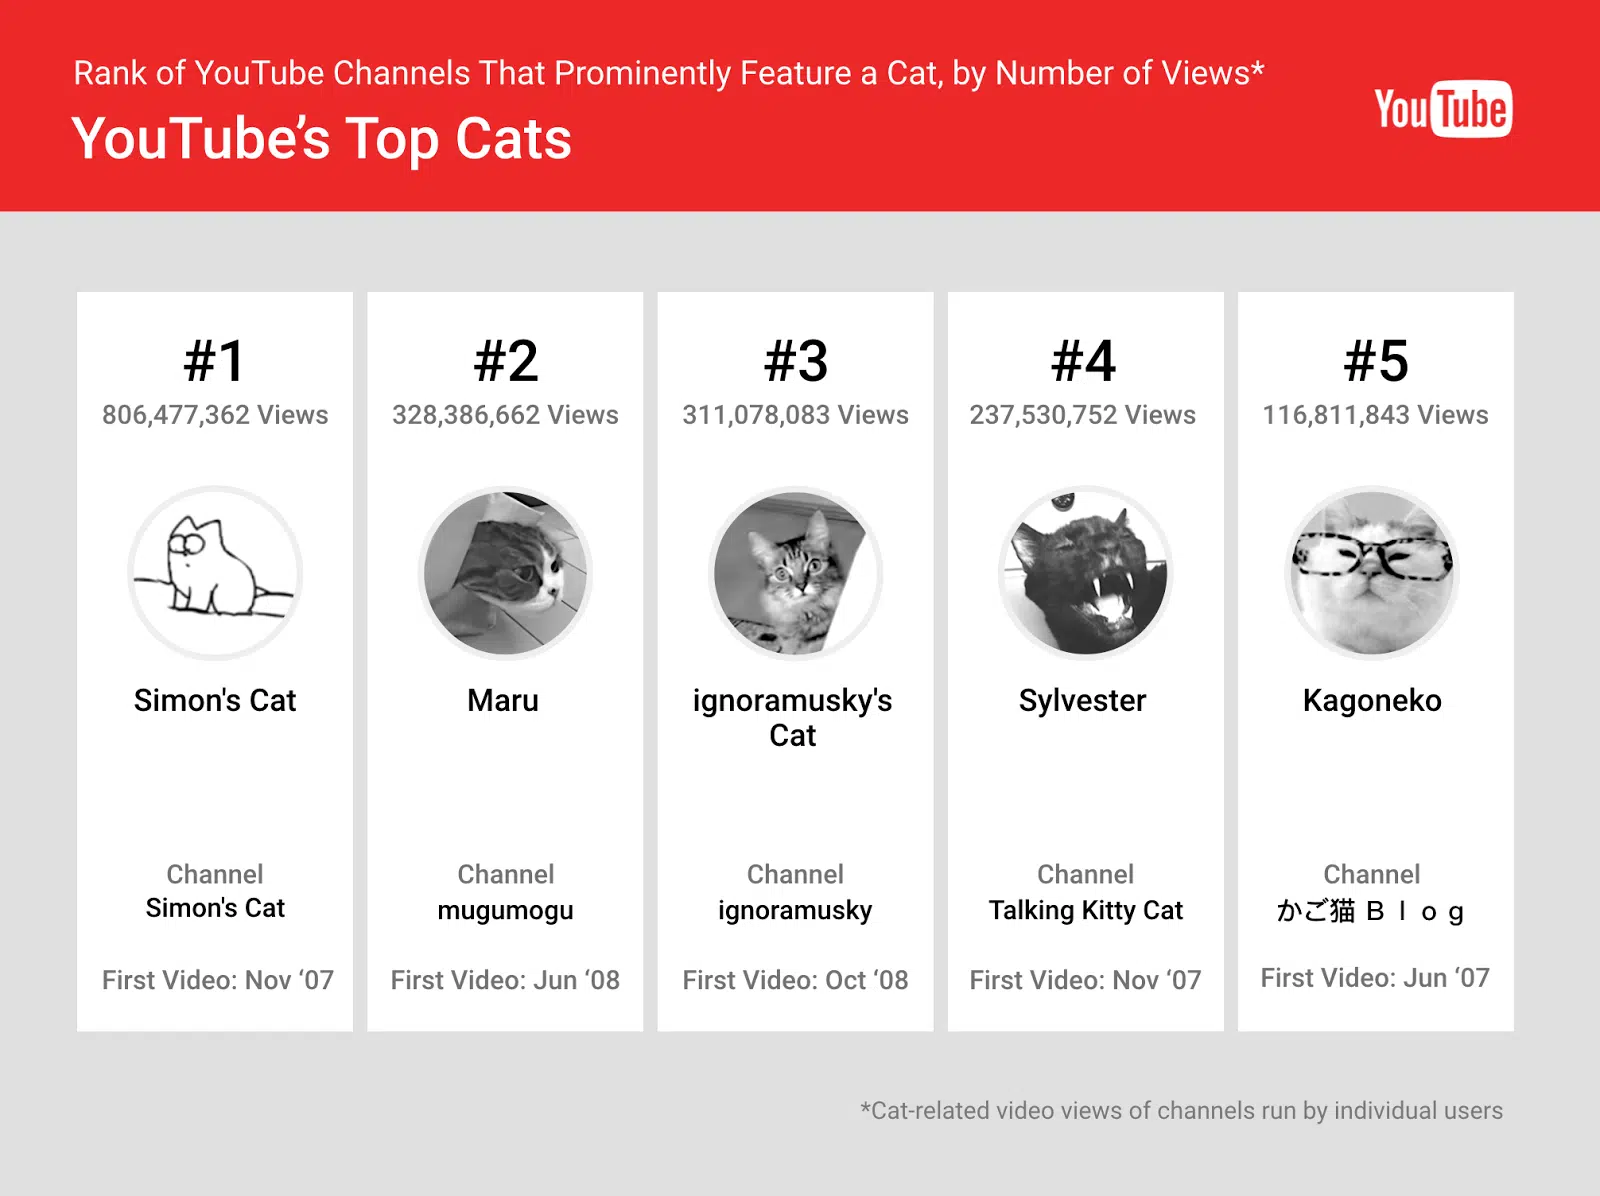 Rank of YouTube Channels That Prominently Feature a Cat, by Number of Views*
YouTube’s Top Cats
YouTube
#1
806,477,362 Views
Simon's Cat
Channel
Simon's Cat
First Video: Nov ‘07
#2
328,386,662 Views
Maru
Channel
mugumogu
First Video: Jun ‘08
#3
311,078,083 Views
ignoramusky's
Cat
Channel
ignoramusky
First Video: Oct ‘08
#4
237,530,752 Views
Sylvester
Channel
Talking Kitty Cat
First Video: Nov ‘07
#5
116,811,843 Views
Kagoneko
Channel
かご猫 Ｂｌｏｇ
First Video: Jun ‘07
*Cat-related video views of channels run by individual users